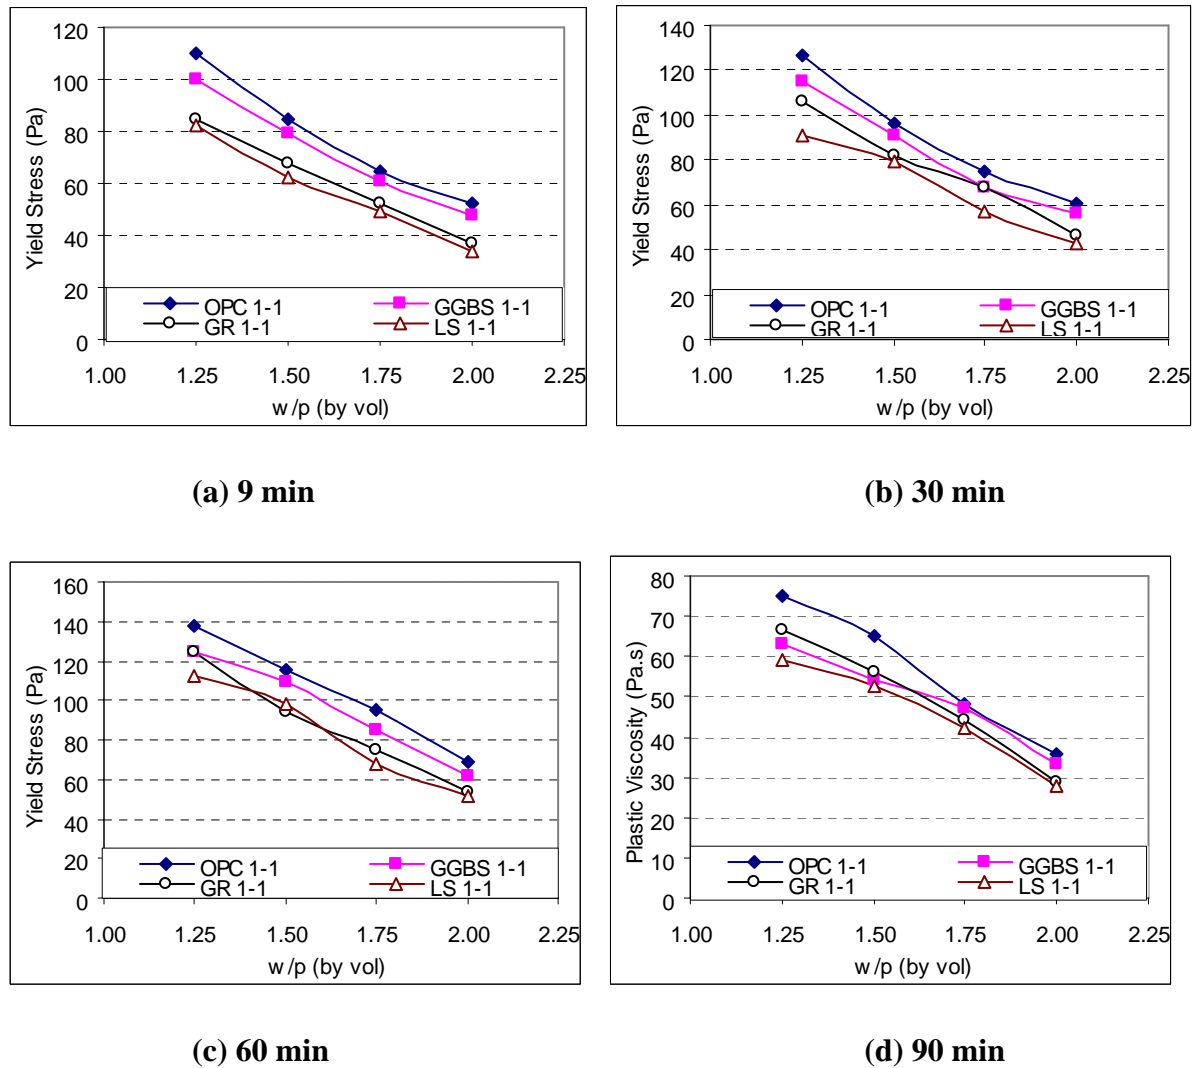 120
100
80
60
40
20
0
Yield Stress (Pa)
OPC 1-1
GGBS 1-1
GR 1-1
LS 1-1
1.00 1.25 1.50 1.75 2.00 2.25
w/p (by vol)
(a) 9 min
140
120
100
80
60
40
20
0
Yield Stress (Pa)
OPC 1-1
GGBS 1-1
GR 1-1
LS 1-1
1.00 1.25 1.50 1.75 2.00 2.25
w/p (by vol)
(b) 30 min
160
140
120
100
80
60
40
20
0
Yield Stress (Pa)
OPC 1-1
GGBS 1-1
GR 1-1
LS 1-1
1.00 1.25 1.50 1.75 2.00 2.25
w/p (by vol)
(c) 60 min
80
70
60
50
40
30
20
10
0
Plastic Viscosity (Pa.s)
OPC 1-1
GGBS 1-1
GR 1-1
LS 1-1
1.00 1.25 1.50 1.75 2.00 2.25
w/p (by vol)
(d) 90 min